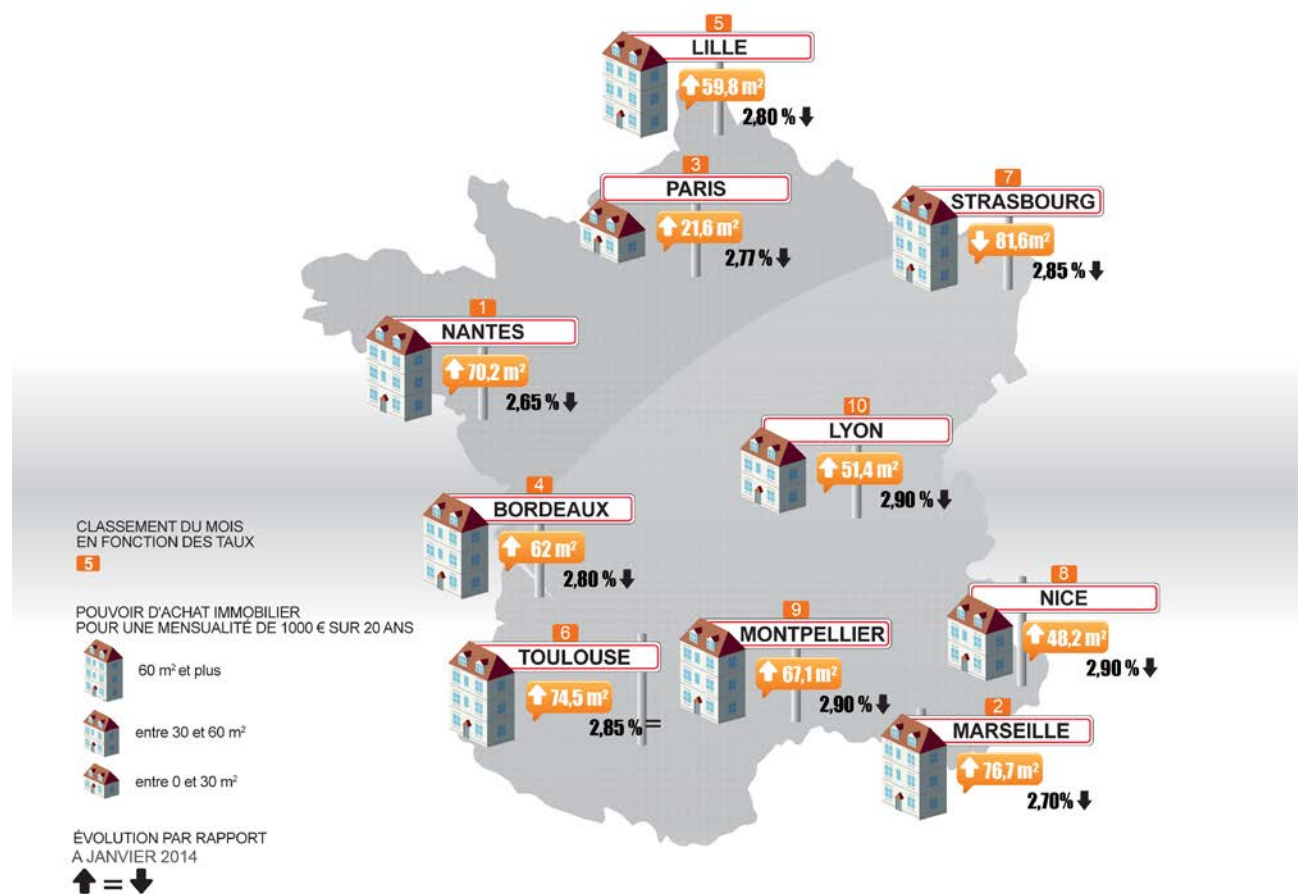 5
LILLE
59,8 m²
2,80 %
3
PARIS
21,6 m²
2,77 %
7
STRASBOURG
81,6m²
2,85 %
1
NANTES
70,2 m²
2,65 %
10
LYON
51,4 m²
2,90 %
4
BORDEAUX
62 m²
2,80 %
8
NICE
48,2 m²
2,90 %
9
MONTPELLIER
67,1 m²
2,90 %
6
TOULOUSE
74,5 m²
2,85 % =
2
MARSEILLE
76,7 m²
2,70%
CLASSEMENT DU MOIS
EN FONCTION DES TAUX
5
POUVOIR D'ACHAT IMMOBILIER
POUR UNE MENSUALITÉ DE 1000 € SUR 20 ANS
60 m² et plus
entre 30 et 60 m²
entre 0 et 30 m²
ÉVOLUTION PAR RAPPORT
A JANVIER 2014
=